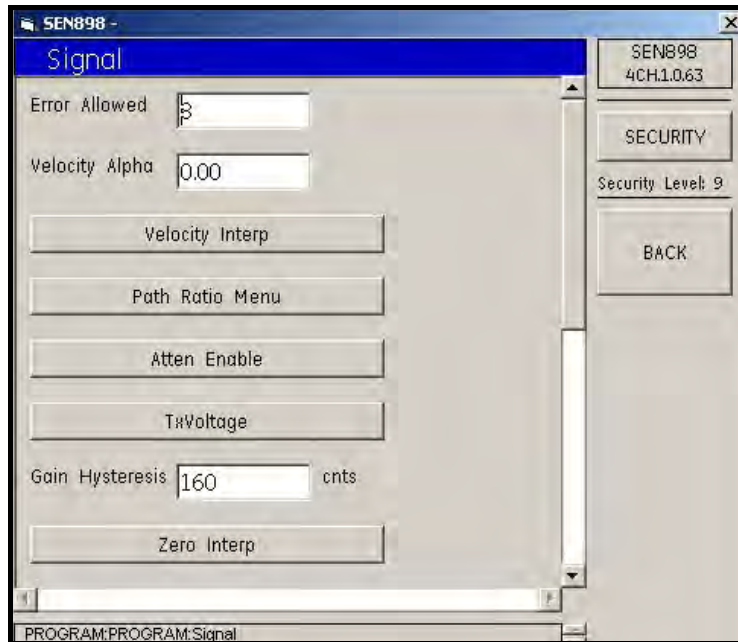 SEN898 -
Signal
Error Allowed 3
Velocity Alpha 0.00
Velocity Interp
Path Ratio Menu
Atten Enable
TxVoltage
Gain Hysteresis 160 cnts
Zero Interp
PROGRAM:PROGRAM:Signal
SEN898
4CH.1.0.63
SECURITY
Security Level: 9
BACK